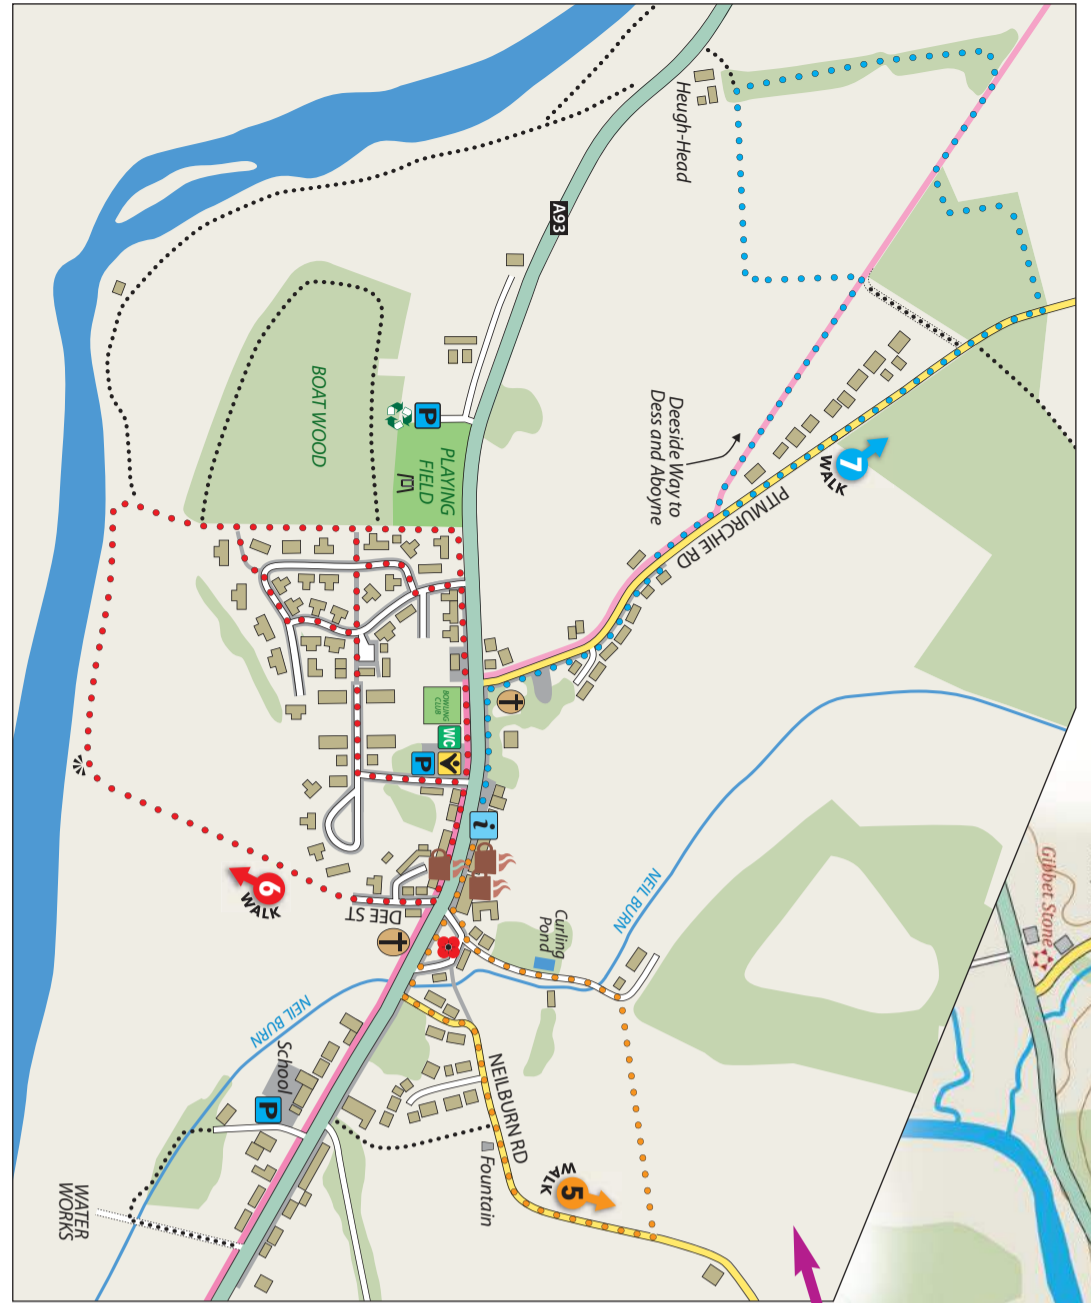 Heugh-Head
A93
BOAT WOOD
P
PLAYING
FIELD
Deeside Way to
Dess and Aboyne
7
WALK
PITMURCHIE RD
BOWLING
CLUB
WC
P
i
6
WALK
DEE ST
NEIL BURN
Curling
Pond
Gibbet Stone
NEIL BURN
School
P
NEILBURN RD
Fountain
5
WALK
WATER
WORKS